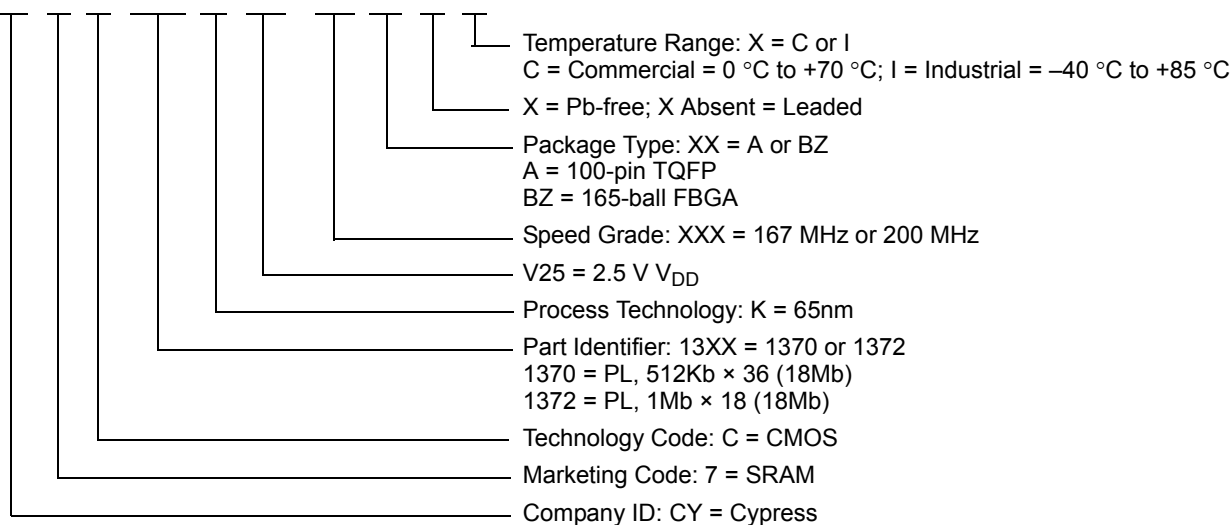 Temperature Range: X = C or I
C = Commercial = 0 °C to +70 °C; I = Industrial = –40 °C to +85 °C
X = Pb-free; X Absent = Leaded
Package Type: XX = A or BZ
A = 100-pin TQFP
BZ = 165-ball FBGA
Speed Grade: XXX = 167 MHz or 200 MHz
V25 = 2.5 V VDD
Process Technology: K = 65nm
Part Identifier: 13XX = 1370 or 1372
1370 = PL, 512Kb × 36 (18Mb)
1372 = PL, 1Mb × 18 (18Mb)
Technology Code: C = CMOS
Marketing Code: 7 = SRAM
Company ID: CY = Cypress